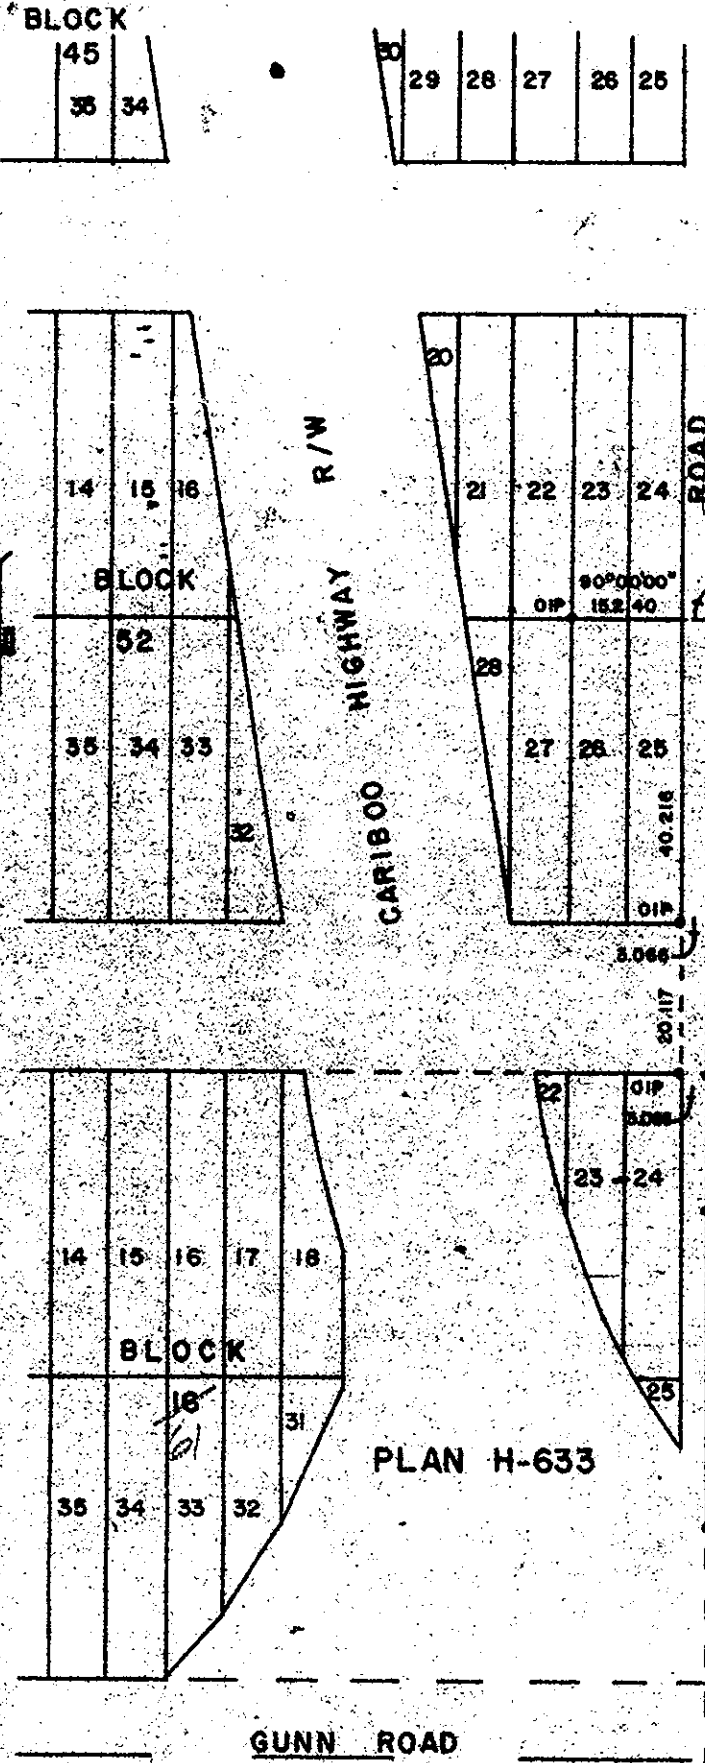 BLOCK
45
35 34
30 29 28 27 26 25
20
R/W
ROAD
14 15 16
21 22 23 24
BLOCK
90°00'00"
OIP 152.40
52
HIGHWAY
28
35 34 33
27 26 25
32
40.216
CARIBOO
OIP
3.066
20.117
22 OIP
23 24
14 15 16 17 18
BLOCK
16
61
25
31
PLAN H-633
35 34 33 32
GUNN ROAD